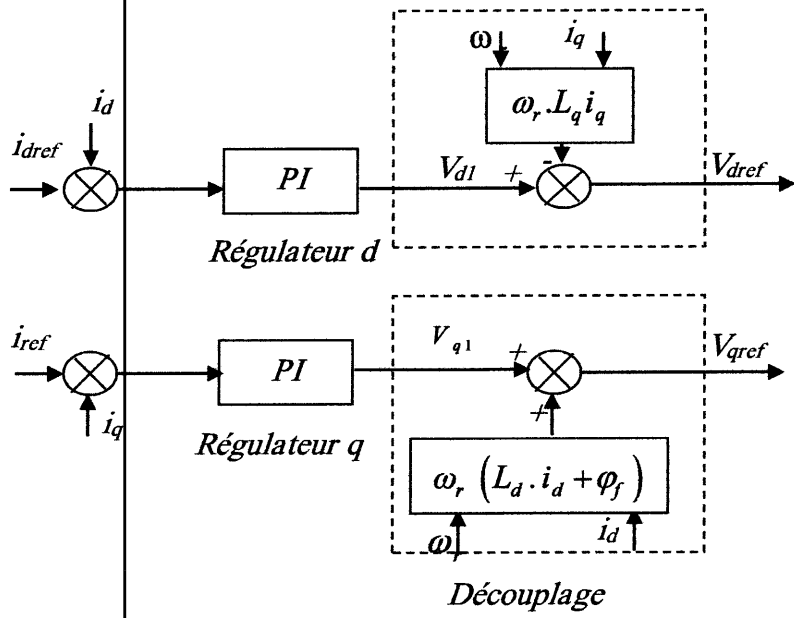 ω i_q
i_d
ω_r.L_q i_q
i_dref
-
PI V_d1 + V_dref
Régulateur d
i_ref
PI V_q1 + V_qref
i_q
+
Régulateur q
ω_r (L_d.i_d+φ_f)
ω_r i_d
Découplage